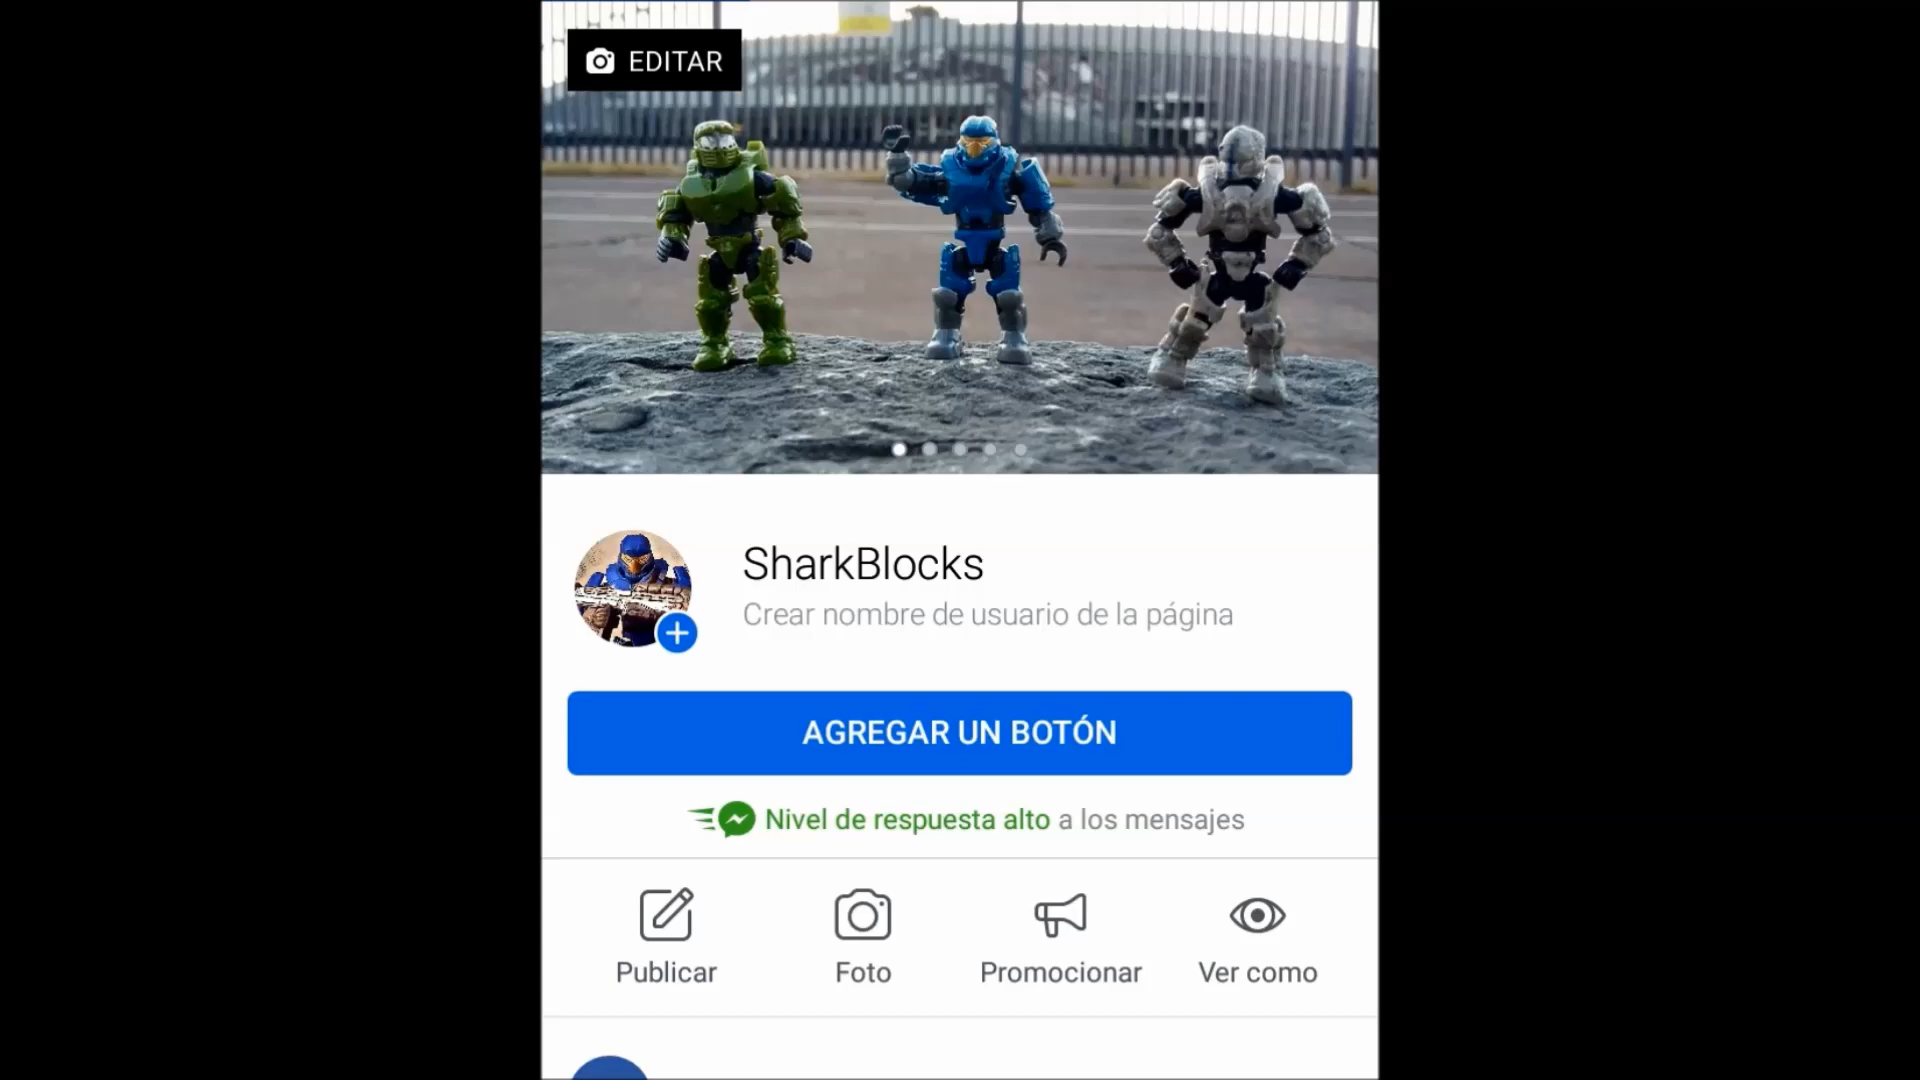 EDITAR
SharkBlocks
Crear nombre de usuario de la página
AGREGAR UN BOTÓN
Nivel de respuesta alto a los mensajes
Publicar
Foto
Promocionar
Ver como